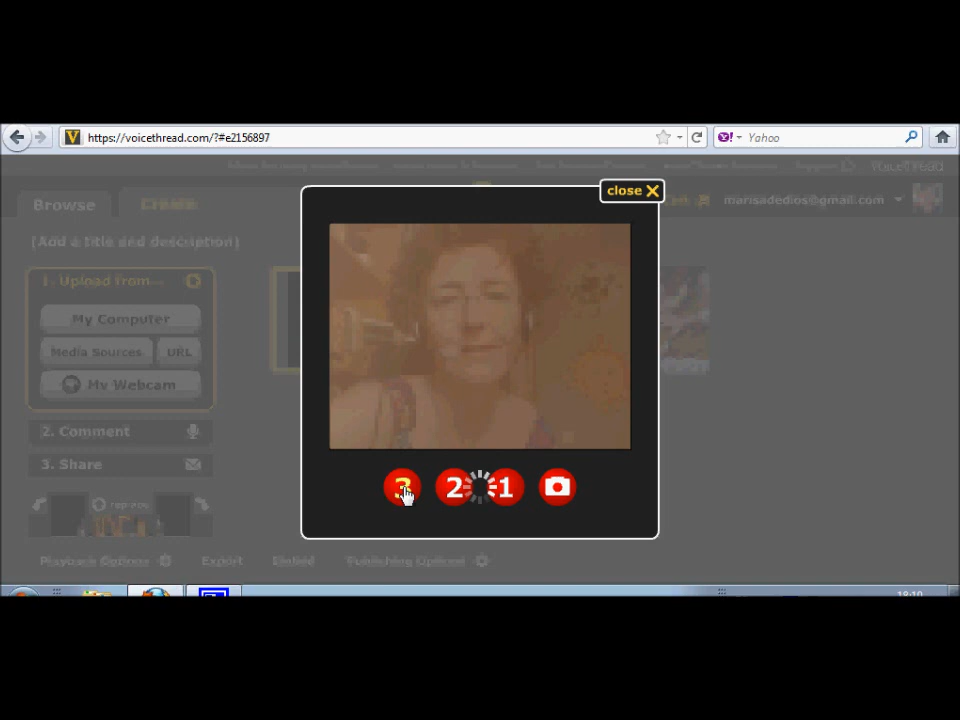 https://voicethread.com/?#e2156897
Yahoo
close X
Browse
Create
marisadedios@gmail.com
[Add a title and description]
1. Upload from...
My Computer
Media Sources
URL
My Webcam
2. Comment
3. Share
3 2 1
Playback Options
Export
Publishing Options